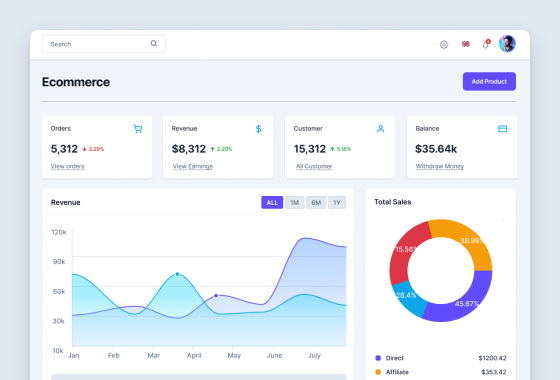 Search
Ecommerce
Add Product
Orders
5,312 2.29%
View orders
Revenue
$8,312 2.29%
View Earnings
Customer
15,312 5.16%
All Customer
Balance
$35.64k
Withdraw Money
Revenue
ALL 1M 6M 1Y
120k
90k
60k
30k
10k
Jan Feb Mar April May June July
Total Sales
38.99%
15.56%
28.4%
45.67%
Direct $1200.42
Affiliate $353.42